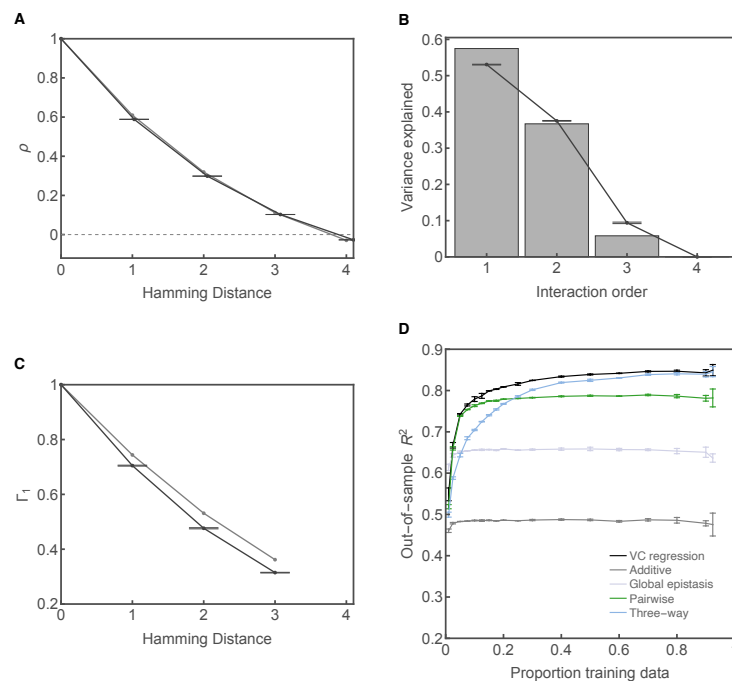 A
1
0.8
0.6
0.4
0.2
0
ρ
0
1
2
3
4
Hamming Distance
B
0.6
0.5
0.4
0.3
0.2
0.1
0
Variance explained
1
2
3
4
Interaction order
C
1
0.8
0.6
0.4
0.2
Γ1
0
1
2
3
4
Hamming Distance
D
0.9
0.8
0.7
0.6
0.5
0.4
0.3
0.2
Out-of-sample R2
VC regression
Additive
Global epistasis
Pairwise
Three-way
0
0.2
0.4
0.6
0.8
1
Proportion training data